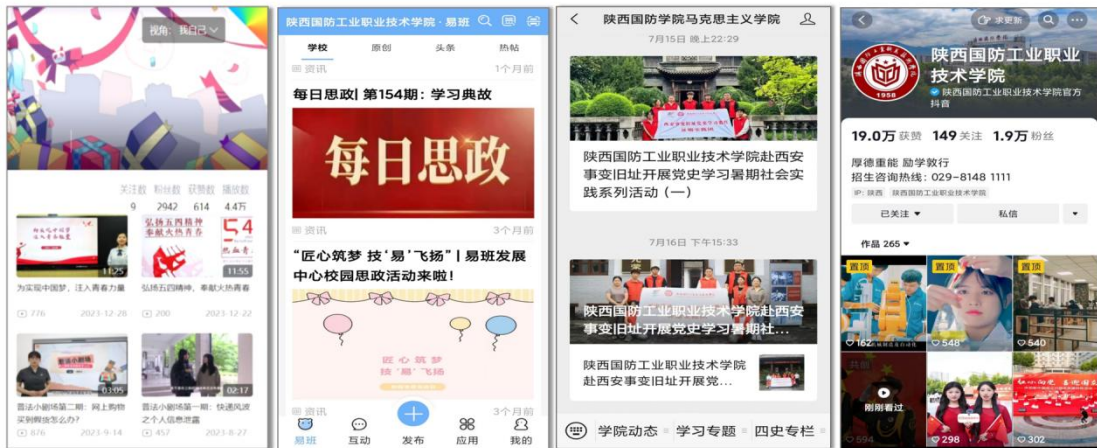 视角：我自己
关注数 粉丝数 获赞数 播放数
9 2942 614 4.4万
11:25
弘扬五四精神
奉献火热青春
54
11:55
为实现中国梦，注入青春力量
弘扬五四精神，奉献火热青春
776 2023-12-28
200 2023-12-22
普法小剧场
03:05
02:17
普法小剧场第二期：网上购物
买到假货怎么办？
普法小剧场第一期：快递风波
之个人信息泄露
876 2023-9-14
457 2023-8-27
陕西国防工业职业技术学院·易班
学校 原创 头条 热帖
资讯 1个月前
每日思政| 第154期：学习典故
每日思政
资讯 3个月前
“匠心筑梦 技‘易’飞扬” | 易班发展
中心校园思政活动来啦！
匠心筑梦
技‘易’飞扬
资讯 3个月前
易班 互动 发布 应用 我的
陕西国防学院马克思主义学院
7月15日 晚上22:29
陕西国防工业职业技术学院赴西安
事变旧址开展党史学习暑期社会实
践系列活动（一）
7月16日 下午15:33
陕西国防工业职业技术学院赴西安
事变旧址开展党史学习暑期社...
陕西国防工业职业技术学院
赴西安事变旧址开展党...
学院动态 学习专题 四史专栏
求更新
1958
陕西国防工业职业
技术学院
陕西国防工业职业技术学院官方
抖音
19.0万 获赞 149 关注 1.9万 粉丝
厚德重能 励学敦行
招生咨询热线：029-8148 1111
IP: 陕西 陕西国防工业职业技术学院
已关注 私信
作品 265
置顶
162
置顶
548
置顶
540
共创
刚刚看过
594
298
302